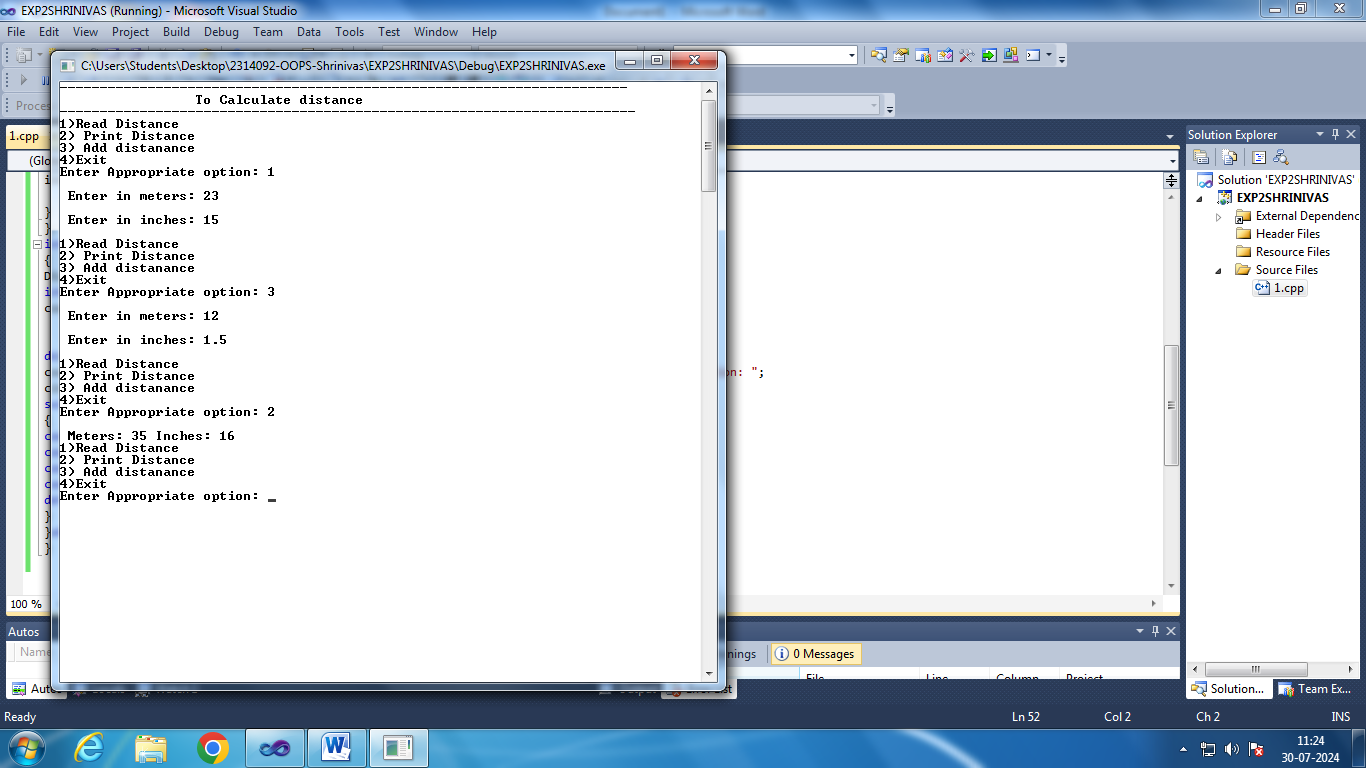 EXP2SHRINIVAS (Running) - Microsoft Visual Studio
File Edit View Project Build Debug Team Data Tools Test Window Help
C:\Users\Students\Desktop\2314092-OOPS-Shrinivas\EXP2SHRINIVAS\Debug\EXP2SHRINIVAS.exe
Proces
1.cpp
(Glo
To Calculate distance
1)Read Distance
2) Print Distance
3) Add distanance
4)Exit
Enter Appropriate option: 1
Enter in meters: 23
Enter in inches: 15
1)Read Distance
2) Print Distance
3) Add distanance
4)Exit
Enter Appropriate option: 3
Enter in meters: 12
Enter in inches: 1.5
1)Read Distance
2) Print Distance
3) Add distanance
4)Exit
Enter Appropriate option: 2
Meters: 35 Inches: 16
1)Read Distance
2) Print Distance
3) Add distanance
4)Exit
Enter Appropriate option: _
on: ";
Solution Explorer
Solution 'EXP2SHRINIVAS'
EXP2SHRINIVAS
External Dependenc
Header Files
Resource Files
Source Files
1.cpp
100 %
Autos
Name
nings 0 Messages
File Line Column Project
Solution... Team Ex...
Ready Ln 52 Col 2 Ch 2 INS
11:24
30-07-2024